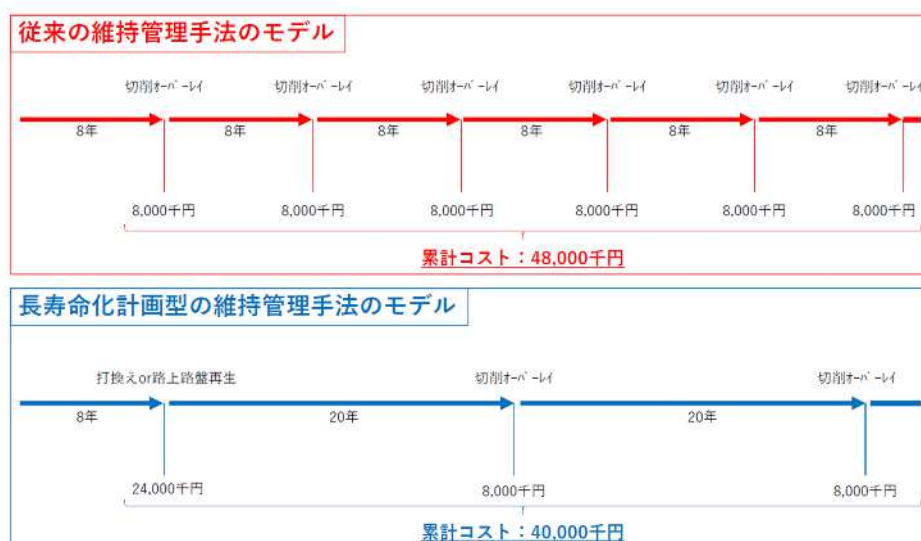 従来の維持管理手法のモデル
切削ｵｰﾊﾞｰﾚｲ 切削ｵｰﾊﾞｰﾚｲ 切削ｵｰﾊﾞｰﾚｲ 切削ｵｰﾊﾞｰﾚｲ 切削ｵｰﾊﾞｰﾚｲ 切削ｵｰﾊﾞｰﾚｲ
8年 8年 8年 8年 8年 8年
8,000千円 8,000千円 8,000千円 8,000千円 8,000千円 8,000千円
累計コスト：48,000千円
長寿命化計画型の維持管理手法のモデル
打換えor路上路盤再生 切削ｵｰﾊﾞｰﾚｲ 切削ｵｰﾊﾞｰﾚｲ
8年 20年 20年
24,000千円 8,000千円 8,000千円
累計コスト：40,000千円